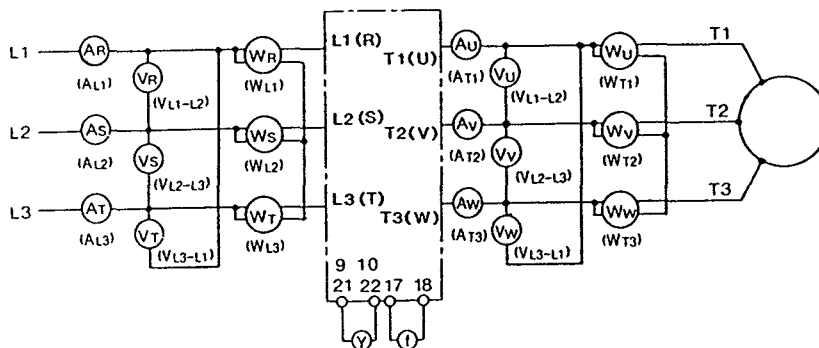 L1 AR WR L1(R) T1(U) AU WU T1
(AL1) VR (WL1) (AT1) VU (WT1)
(VL1-L2) (VL1-L2)
L2 AS WS L2(S) T2(V) AV WV T2
(AL2) VS (WL2) (AT2) VV (WT2)
(VL2-L3) (VL2-L3)
L3 AT WT L3(T) T3(W) AW WW T3
(AL3) VT (WL3) (AT3) VW (WT3)
(VL3-L1) (VL3-L1)
9 10
21 22 17 18
Y f